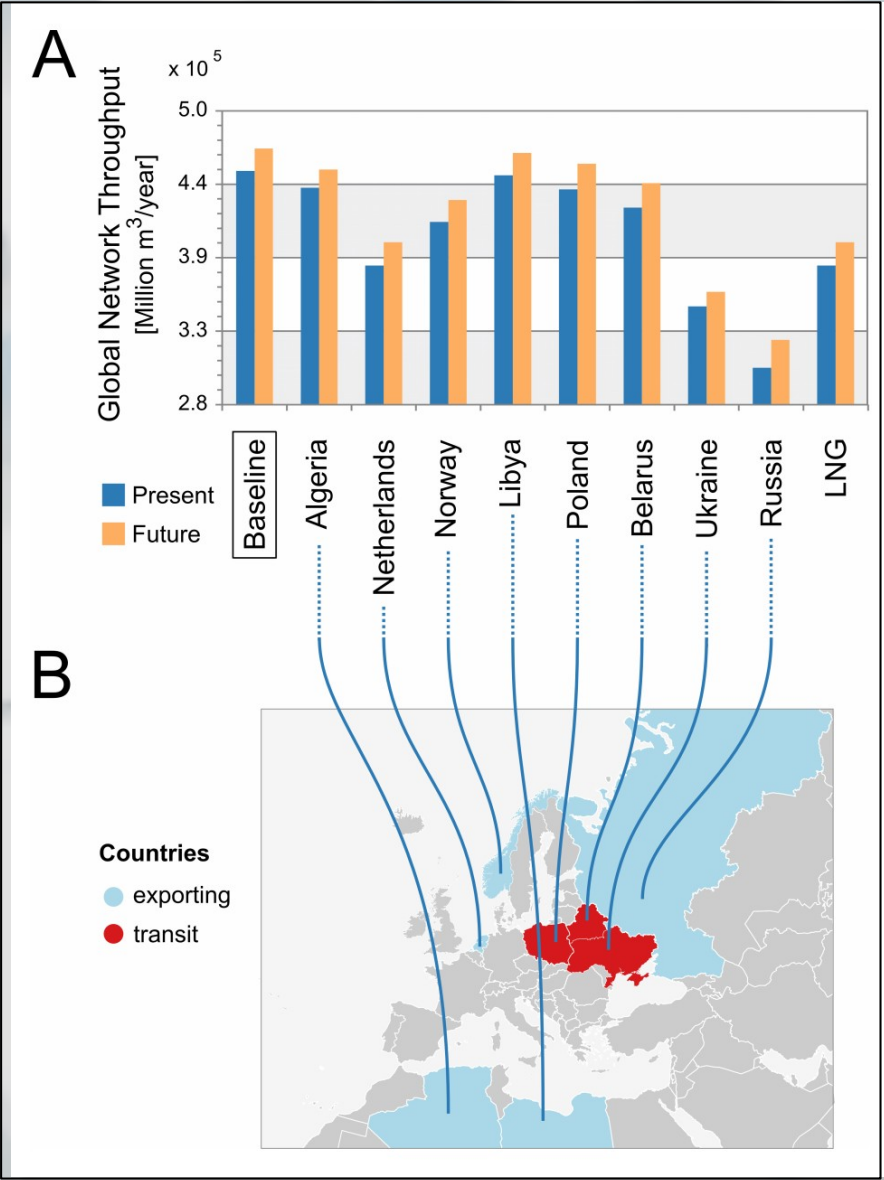 A
x 10 5
Global Network Throughput
[Million m3/year]
5.0
4.4
3.9
3.3
2.8
Baseline
Algeria
Netherlands
Norway
Libya
Poland
Belarus
Ukraine
Russia
LNG
Present
Future
B
Countries
exporting
transit